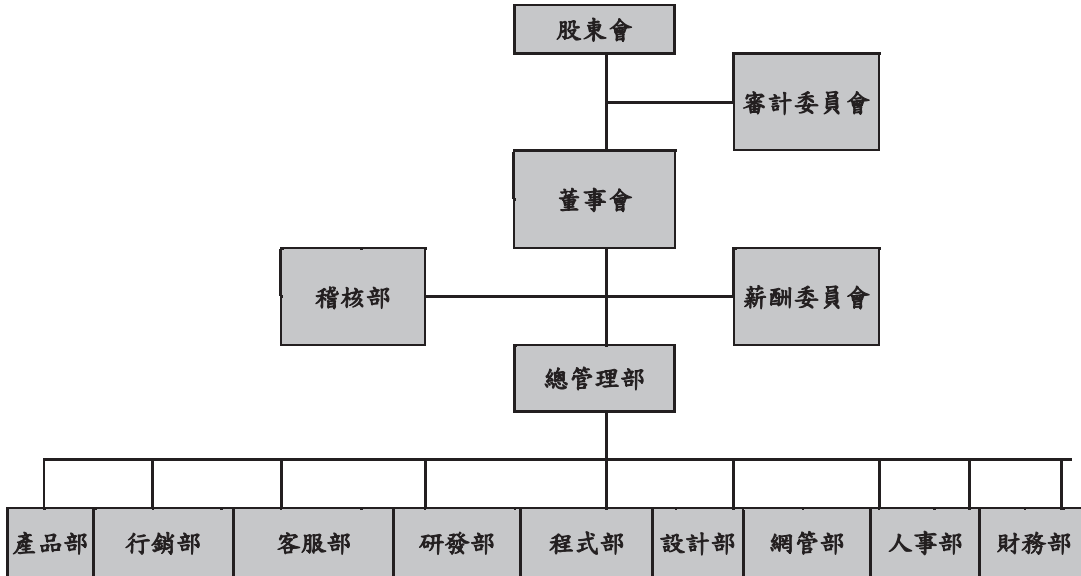 股東會
審計委員會
董事會
稽核部
薪酬委員會
總管理部
產品部
行銷部
客服部
研發部
程式部
設計部
網管部
人事部
財務部